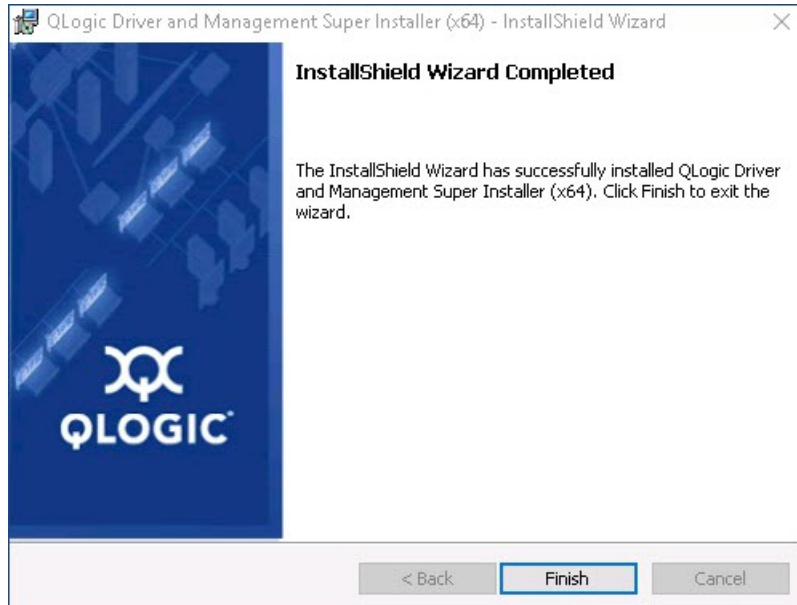 QLogic Driver and Management Super Installer (x64) - InstallShield Wizard
InstallShield Wizard Completed
The InstallShield Wizard has successfully installed QLogic Driver
and Management Super Installer (x64). Click Finish to exit the
wizard.
QLOGIC
< Back
Finish
Cancel